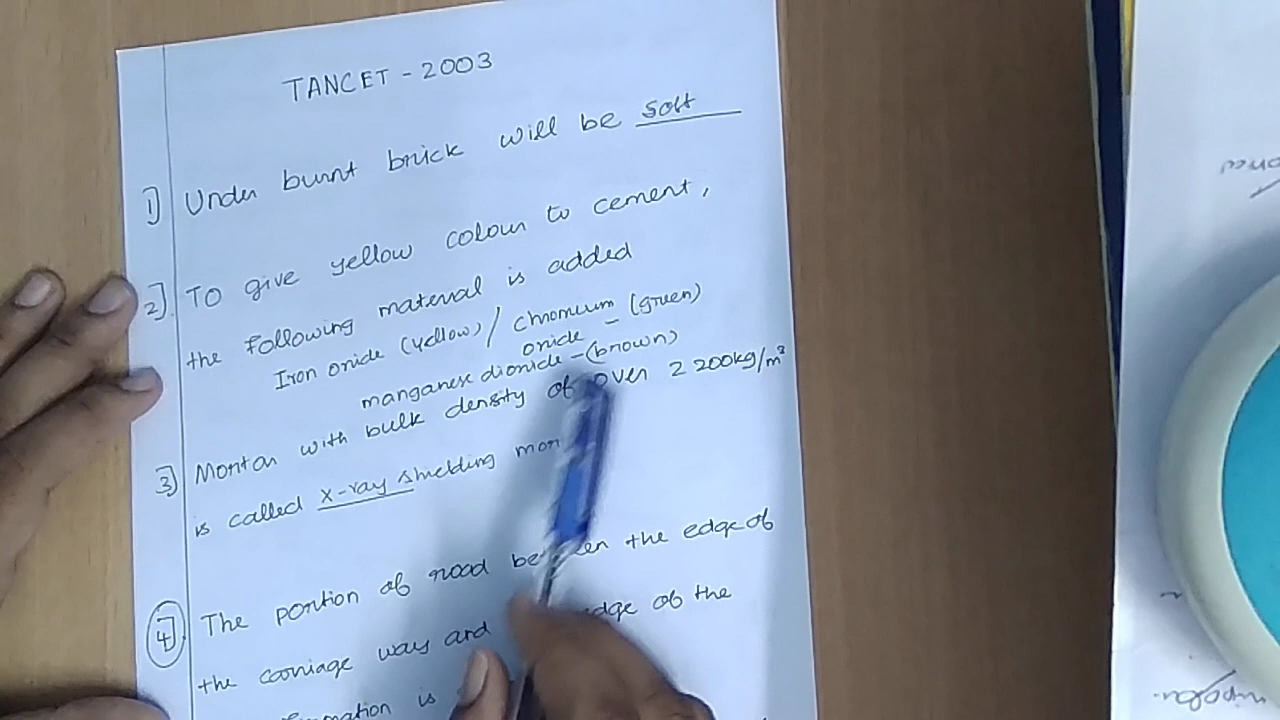 TANCET - 2003
1] Under burnt brick will be soft
2] To give yellow colour to cement,
the following material is added
Iron oxide (yellow) / chromium oxide - (green)
manganese dioxide - (brown)
3] Mortar with bulk density of over 2200kg/m³
is called x-ray shielding mor
4] The portion of road between the edge of
the carriage way and edge of the
is